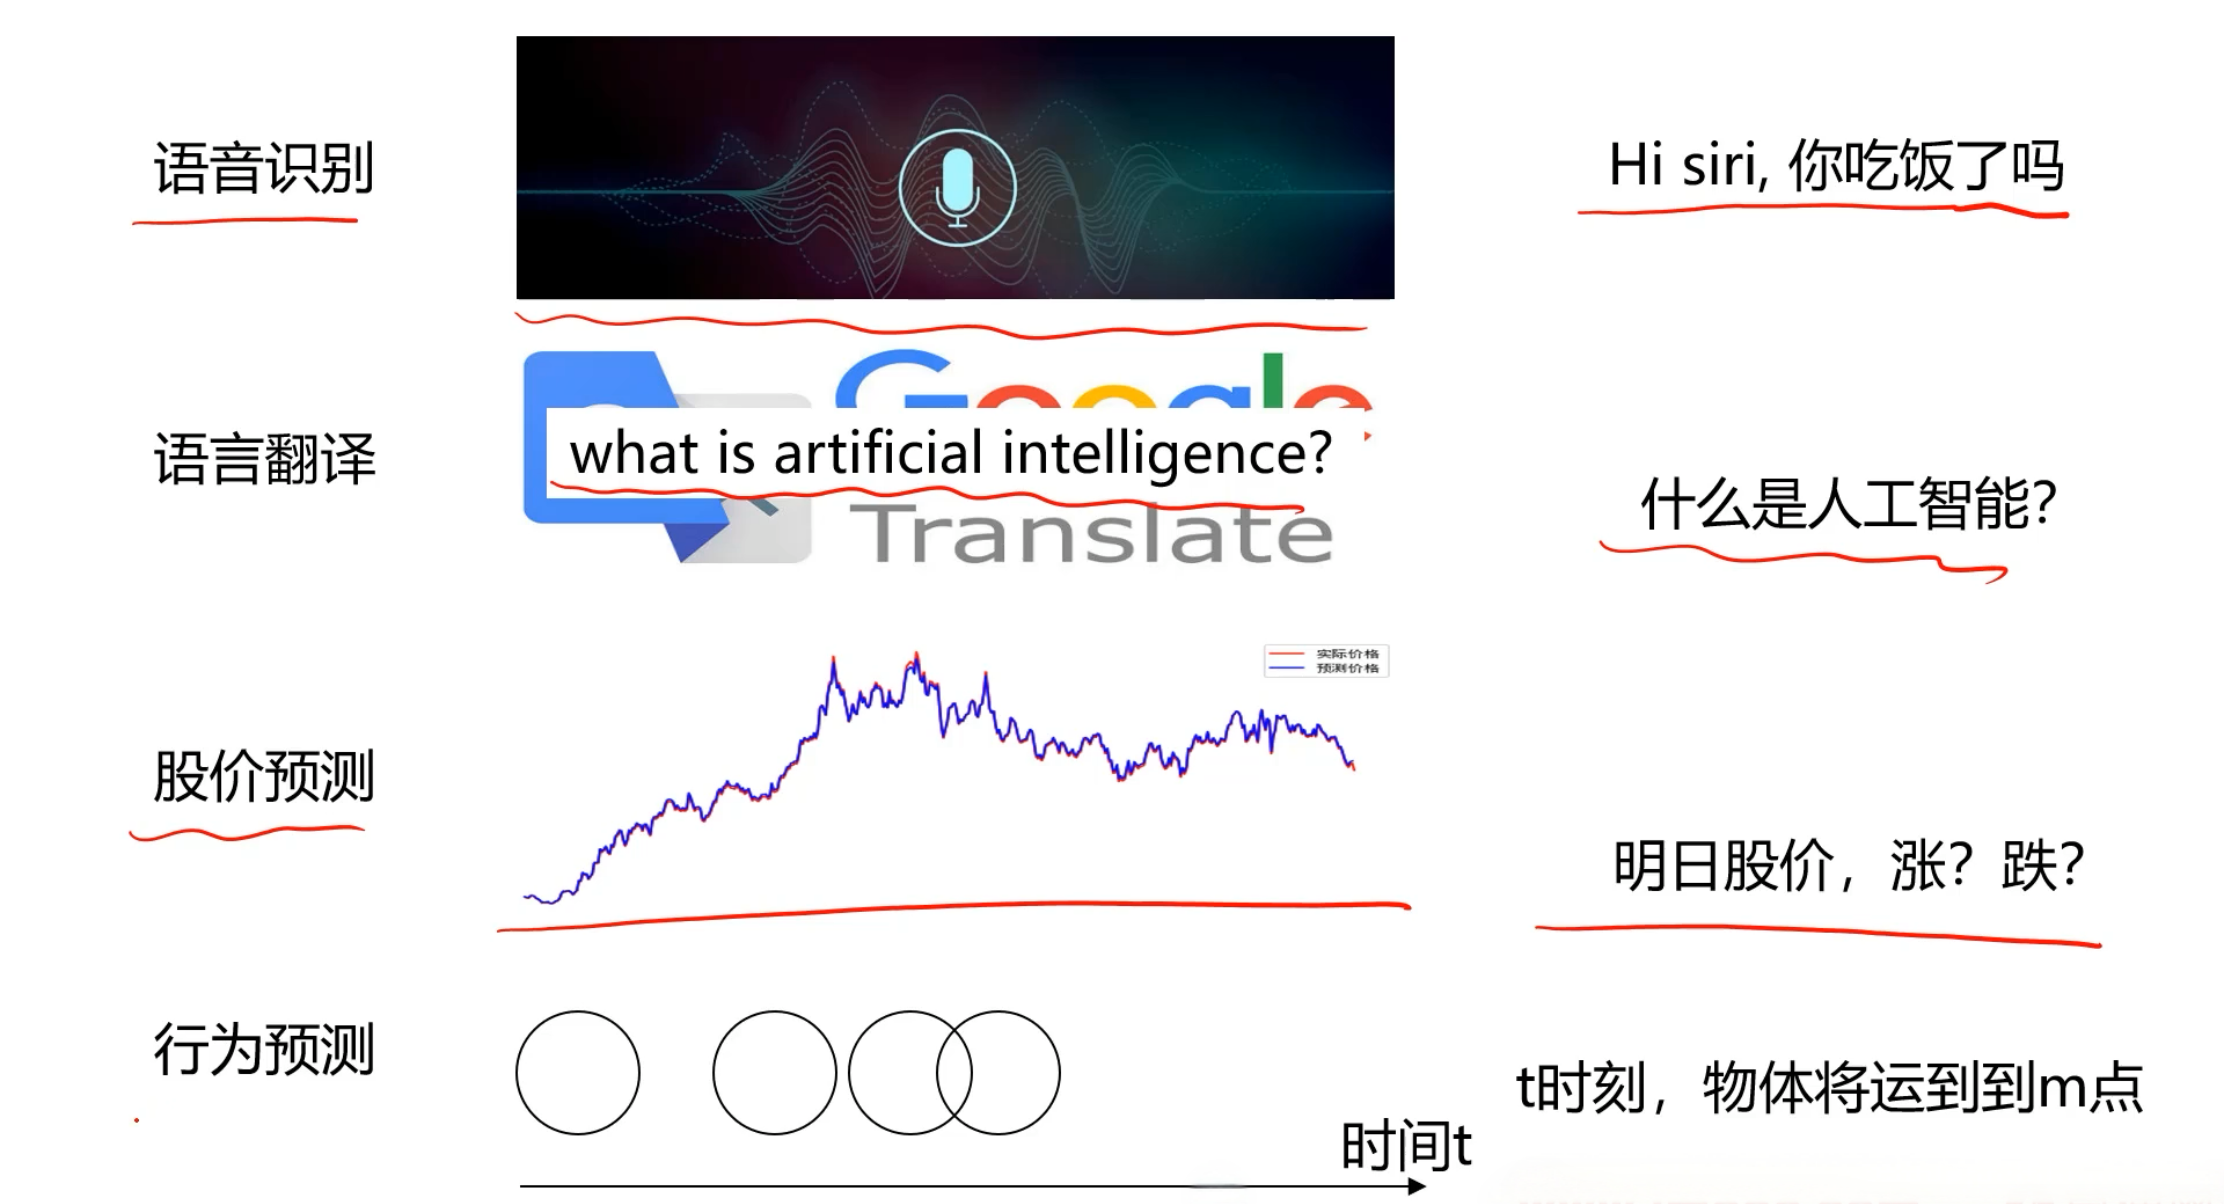 语音识别
Hi siri, 你吃饭了吗
Google
语言翻译
what is artificial intelligence?
什么是人工智能?
Translate
实际价格
预测价格
股价预测
明日股价，涨？跌？
行为预测
t时刻，物体将运到到m点
时间t